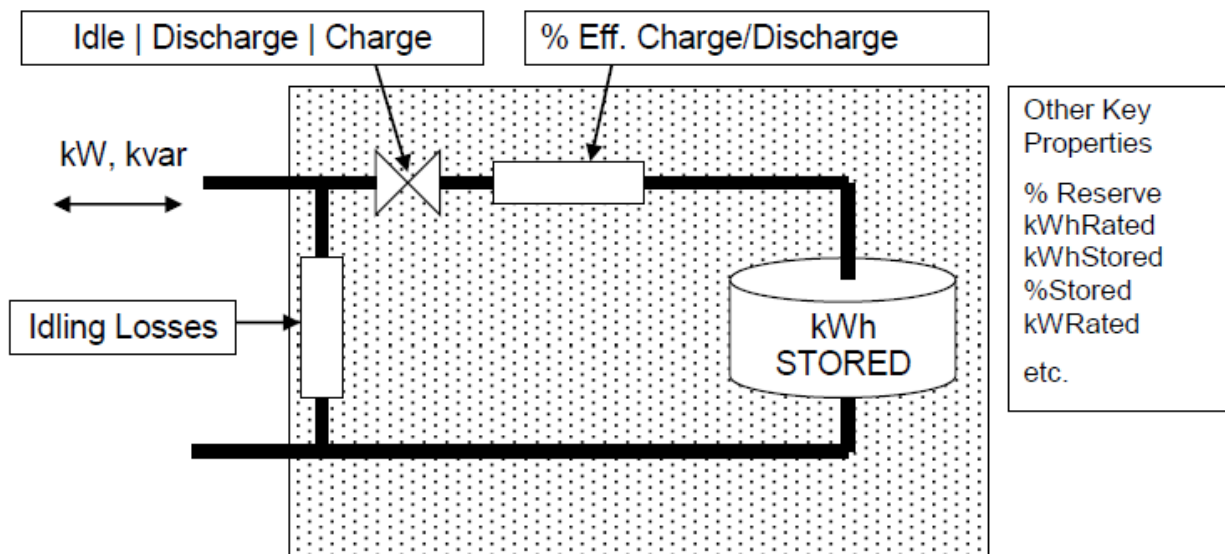 Idle | Discharge | Charge
% Eff. Charge/Discharge
kW, kvar
Idling Losses
kWh
STORED
Other Key
Properties
% Reserve
kWhRated
kWhStored
%Stored
kWRated
etc.